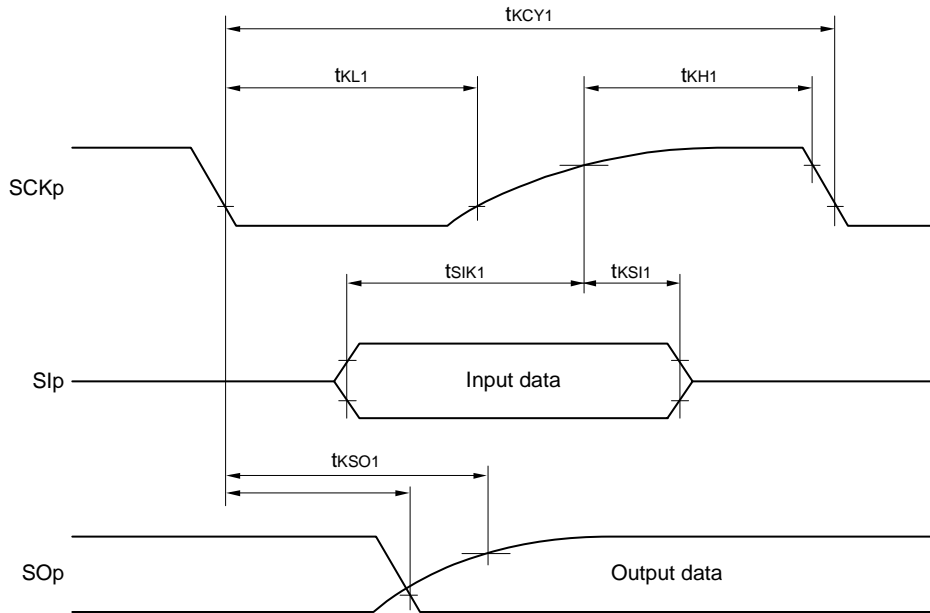 tKCY1
tKL1
tKH1
SCKp
tSIK1
tKSI1
SIp
Input data
tKSO1
SOp
Output data